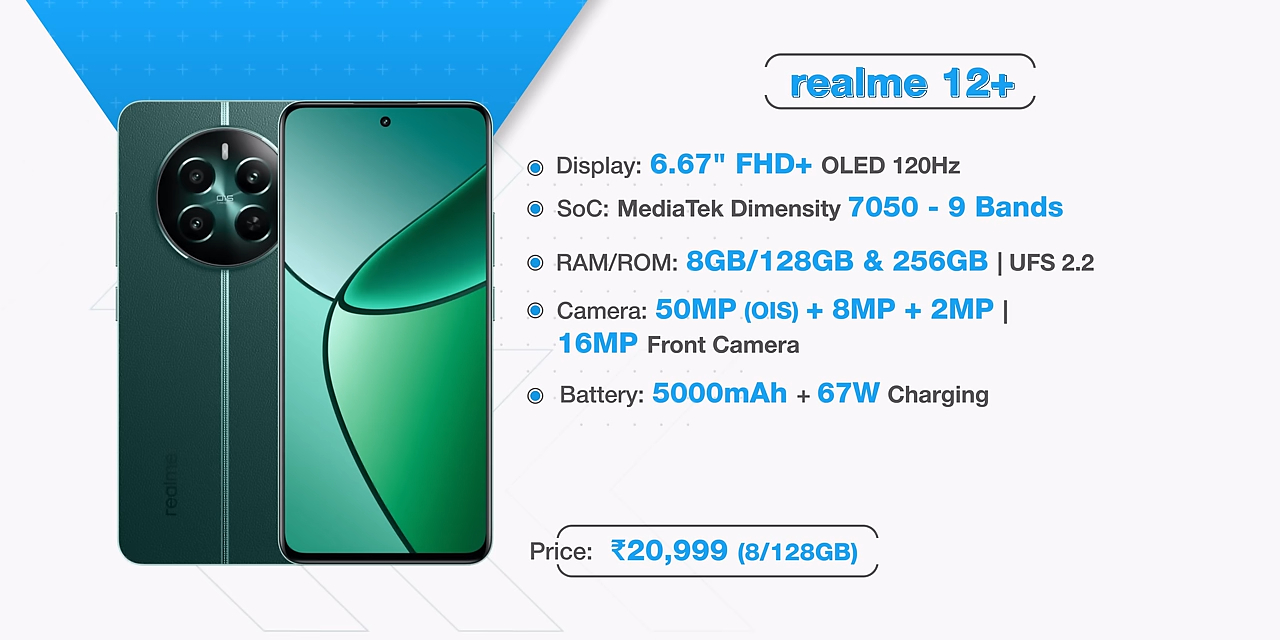 realme 12+
Display: 6.67" FHD+ OLED 120Hz
SoC: MediaTek Dimensity 7050 - 9 Bands
RAM/ROM: 8GB/128GB & 256GB | UFS 2.2
Camera: 50MP (OIS) + 8MP + 2MP |
16MP Front Camera
Battery: 5000mAh + 67W Charging
Price: ₹20,999 (8/128GB)
OIS
realme